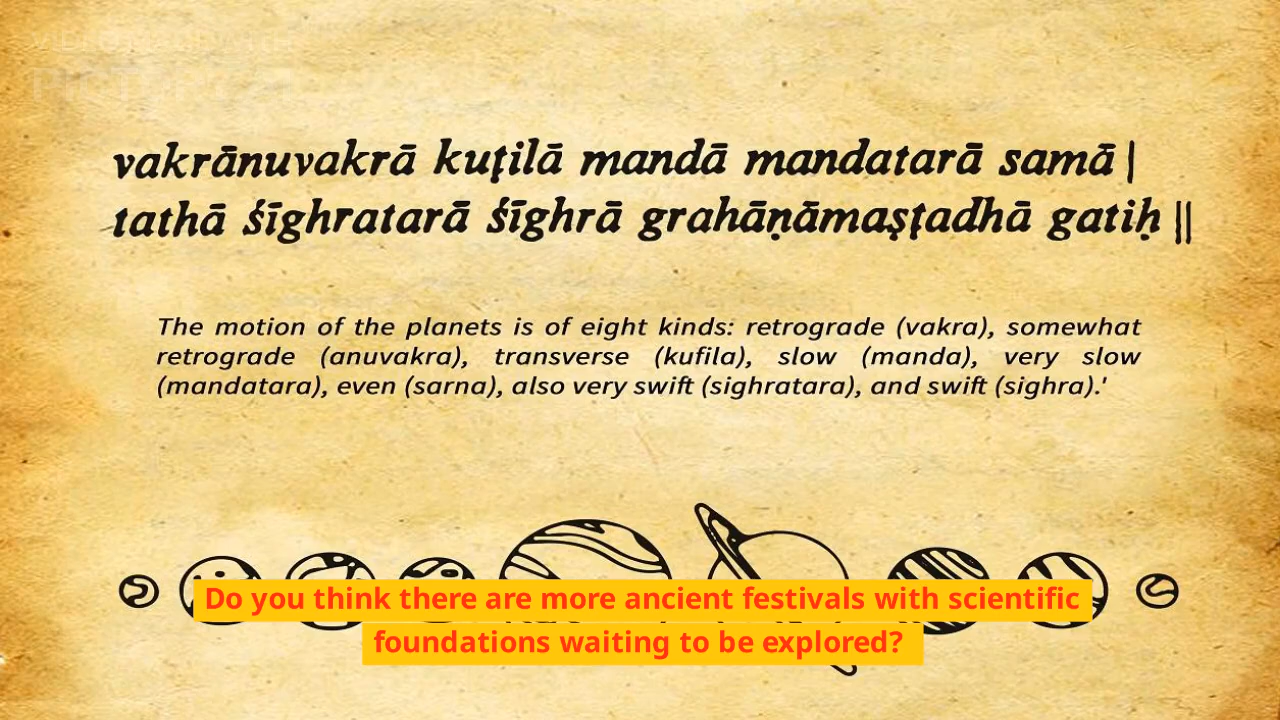 vakrānuvakrā kuṭilā mandā mandatarā samā |
tathā śīghratarā śīghrā grahāṇāmaṣṭadhā gatiḥ ||
The motion of the planets is of eight kinds: retrograde (vakra), somewhat
retrograde (anuvakra), transverse (kufila), slow (manda), very slow
(mandatara), even (sarna), also very swift (sighratara), and swift (sighra).'
Do you think there are more ancient festivals with scientific
foundations waiting to be explored?